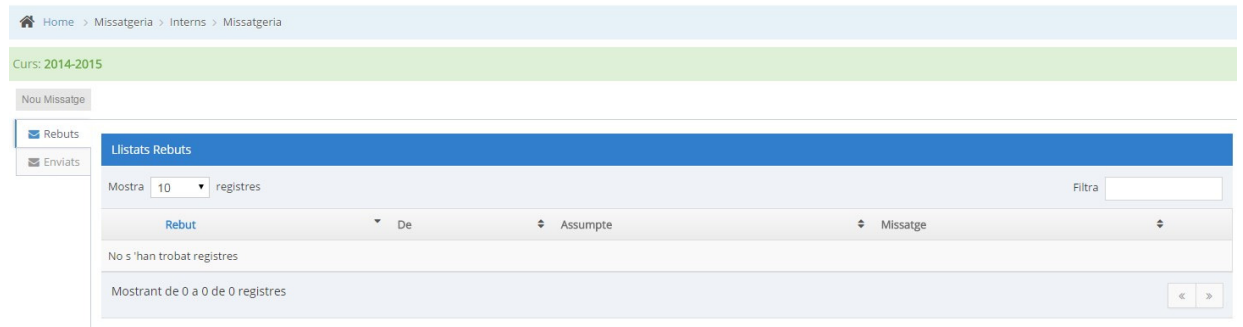 Home > Missatgeria > Interns > Missatgeria
Curs: 2014-2015
Nou Missatge
Rebuts
Enviats
Llistats Rebuts
Mostra 10 registres Filtra
Rebut De Assumpte Missatge
No s 'han trobat registres
Mostrant de 0 a 0 de 0 registres « »